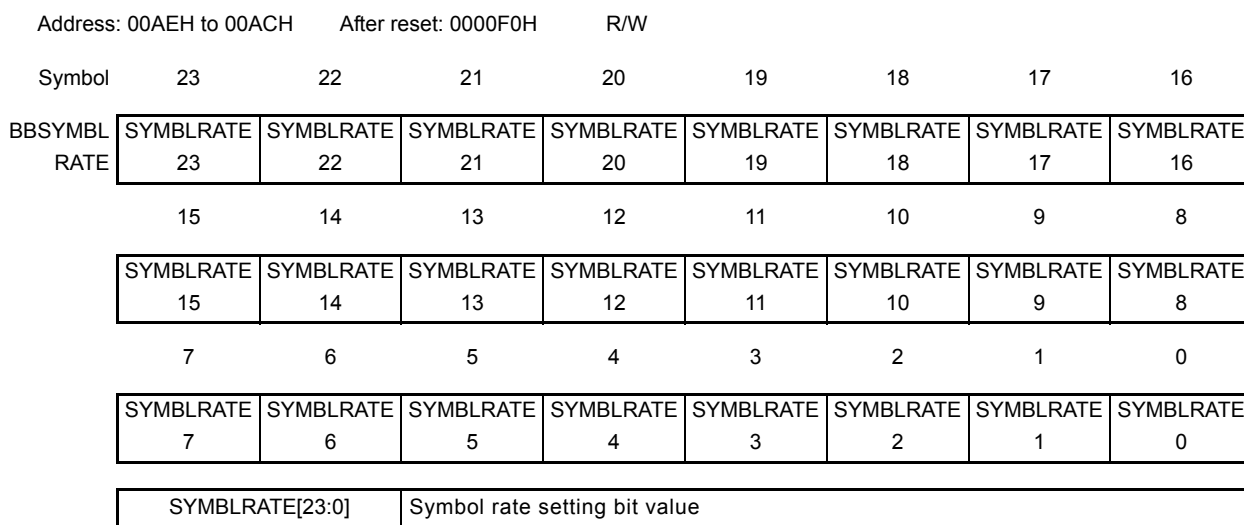 Address: 00AEH to 00ACH After reset: 0000F0H R/W
Symbol 23 22 21 20 19 18 17 16
BBSYMBL SYMBLRATE SYMBLRATE SYMBLRATE SYMBLRATE SYMBLRATE SYMBLRATE SYMBLRATE SYMBLRATE
RATE 23 22 21 20 19 18 17 16
15 14 13 12 11 10 9 8
SYMBLRATE SYMBLRATE SYMBLRATE SYMBLRATE SYMBLRATE SYMBLRATE SYMBLRATE SYMBLRATE
15 14 13 12 11 10 9 8
7 6 5 4 3 2 1 0
SYMBLRATE SYMBLRATE SYMBLRATE SYMBLRATE SYMBLRATE SYMBLRATE SYMBLRATE SYMBLRATE
7 6 5 4 3 2 1 0
SYMBLRATE[23:0] Symbol rate setting bit value